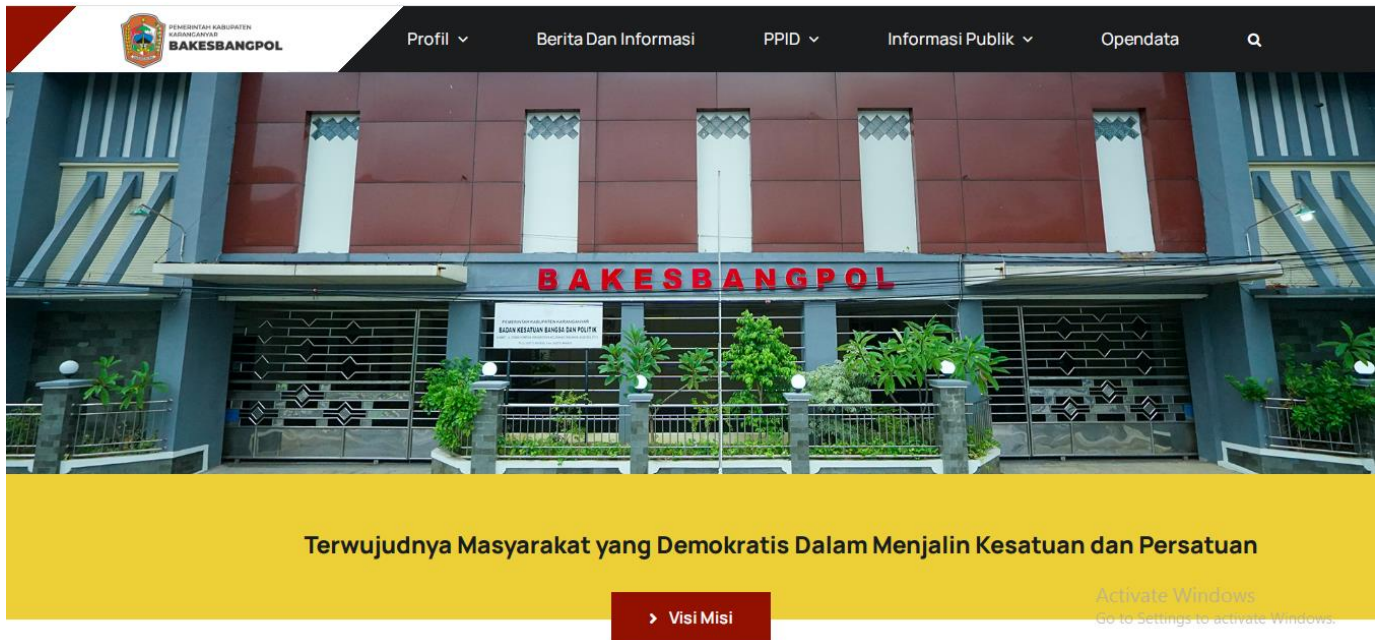 PEMERINTAH KABUPATEN
KARANGANYAR
BAKESBANGPOL
Profil
Berita Dan Informasi
PPID
Informasi Publik
Opendata
BAKESBANGPOL
PEMERINTAH KABUPATEN KARANGANYAR
BADAN KESATUAN BANGSA DAN POLITIK
Terwujudnya Masyarakat yang Demokratis Dalam Menjalin Kesatuan dan Persatuan
Visi Misi
Activate Windows
Go to Settings to activate Windows.